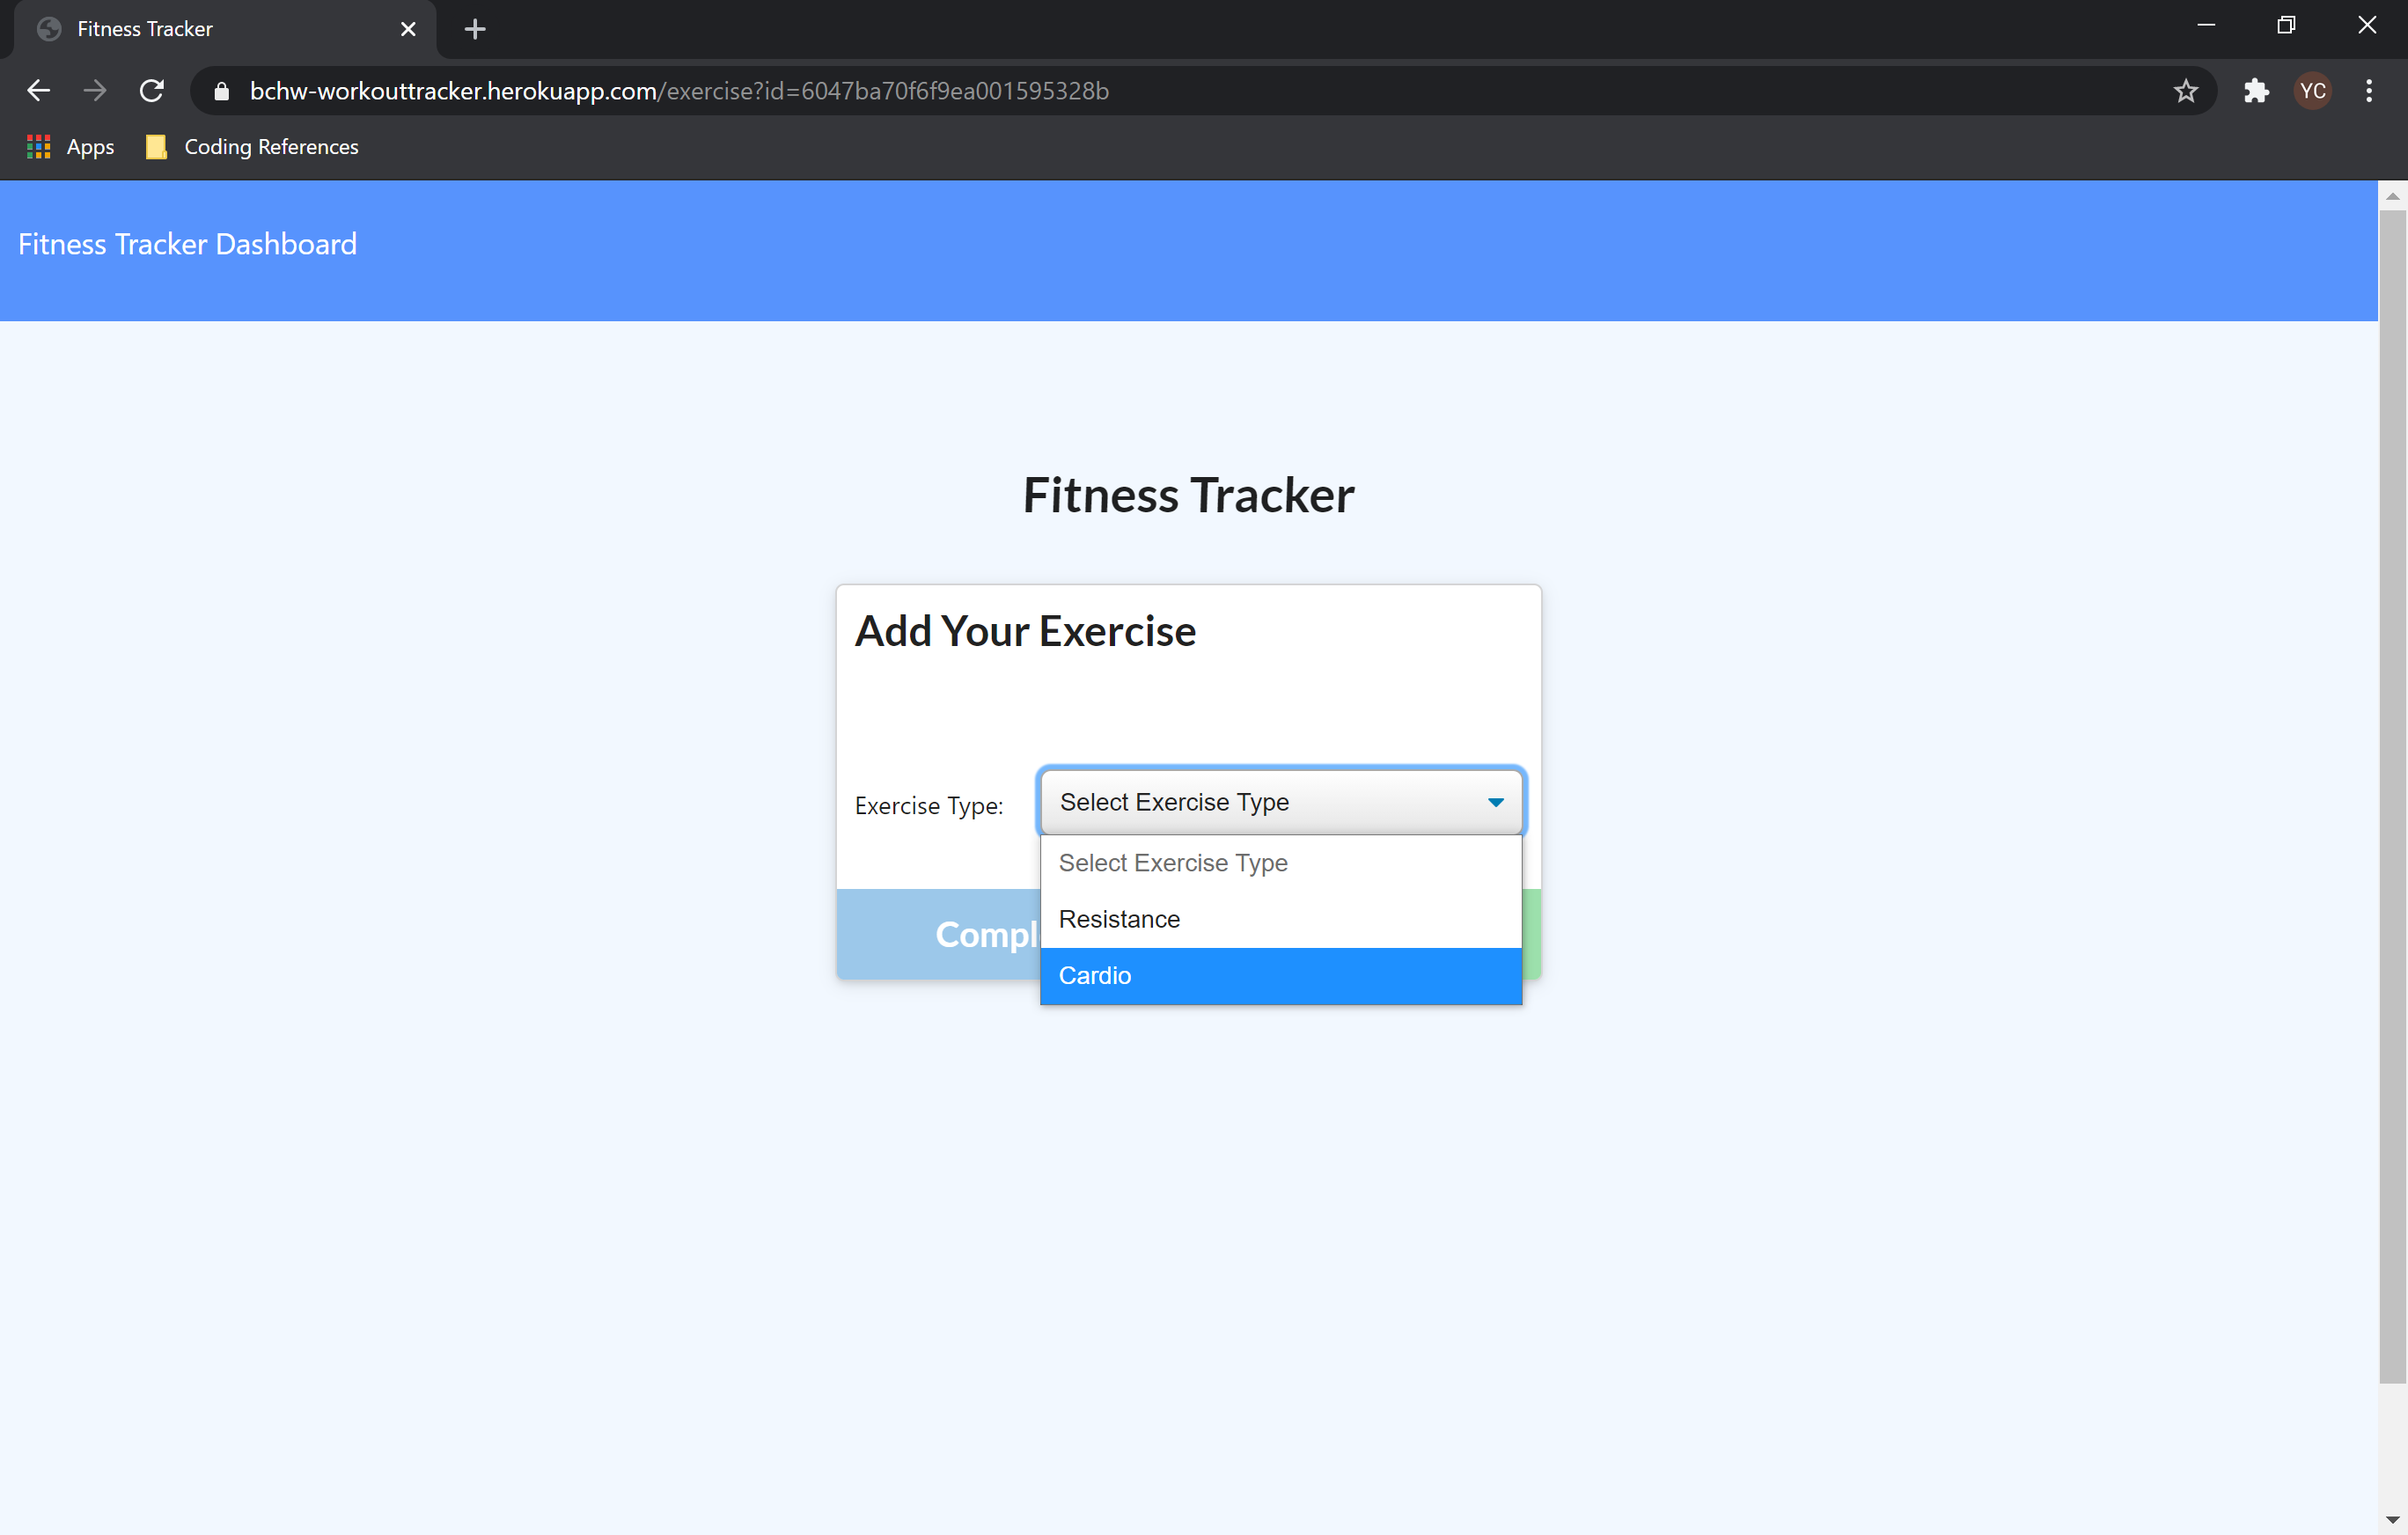 Fitness Tracker
bchw-workouttracker.herokuapp.com/exercise?id=6047ba70f6f9ea001595328b
YC
Apps
Coding References
Fitness Tracker Dashboard
Fitness Tracker
Add Your Exercise
Exercise Type:
Select Exercise Type
Select Exercise Type
Resistance
Compl
Cardio